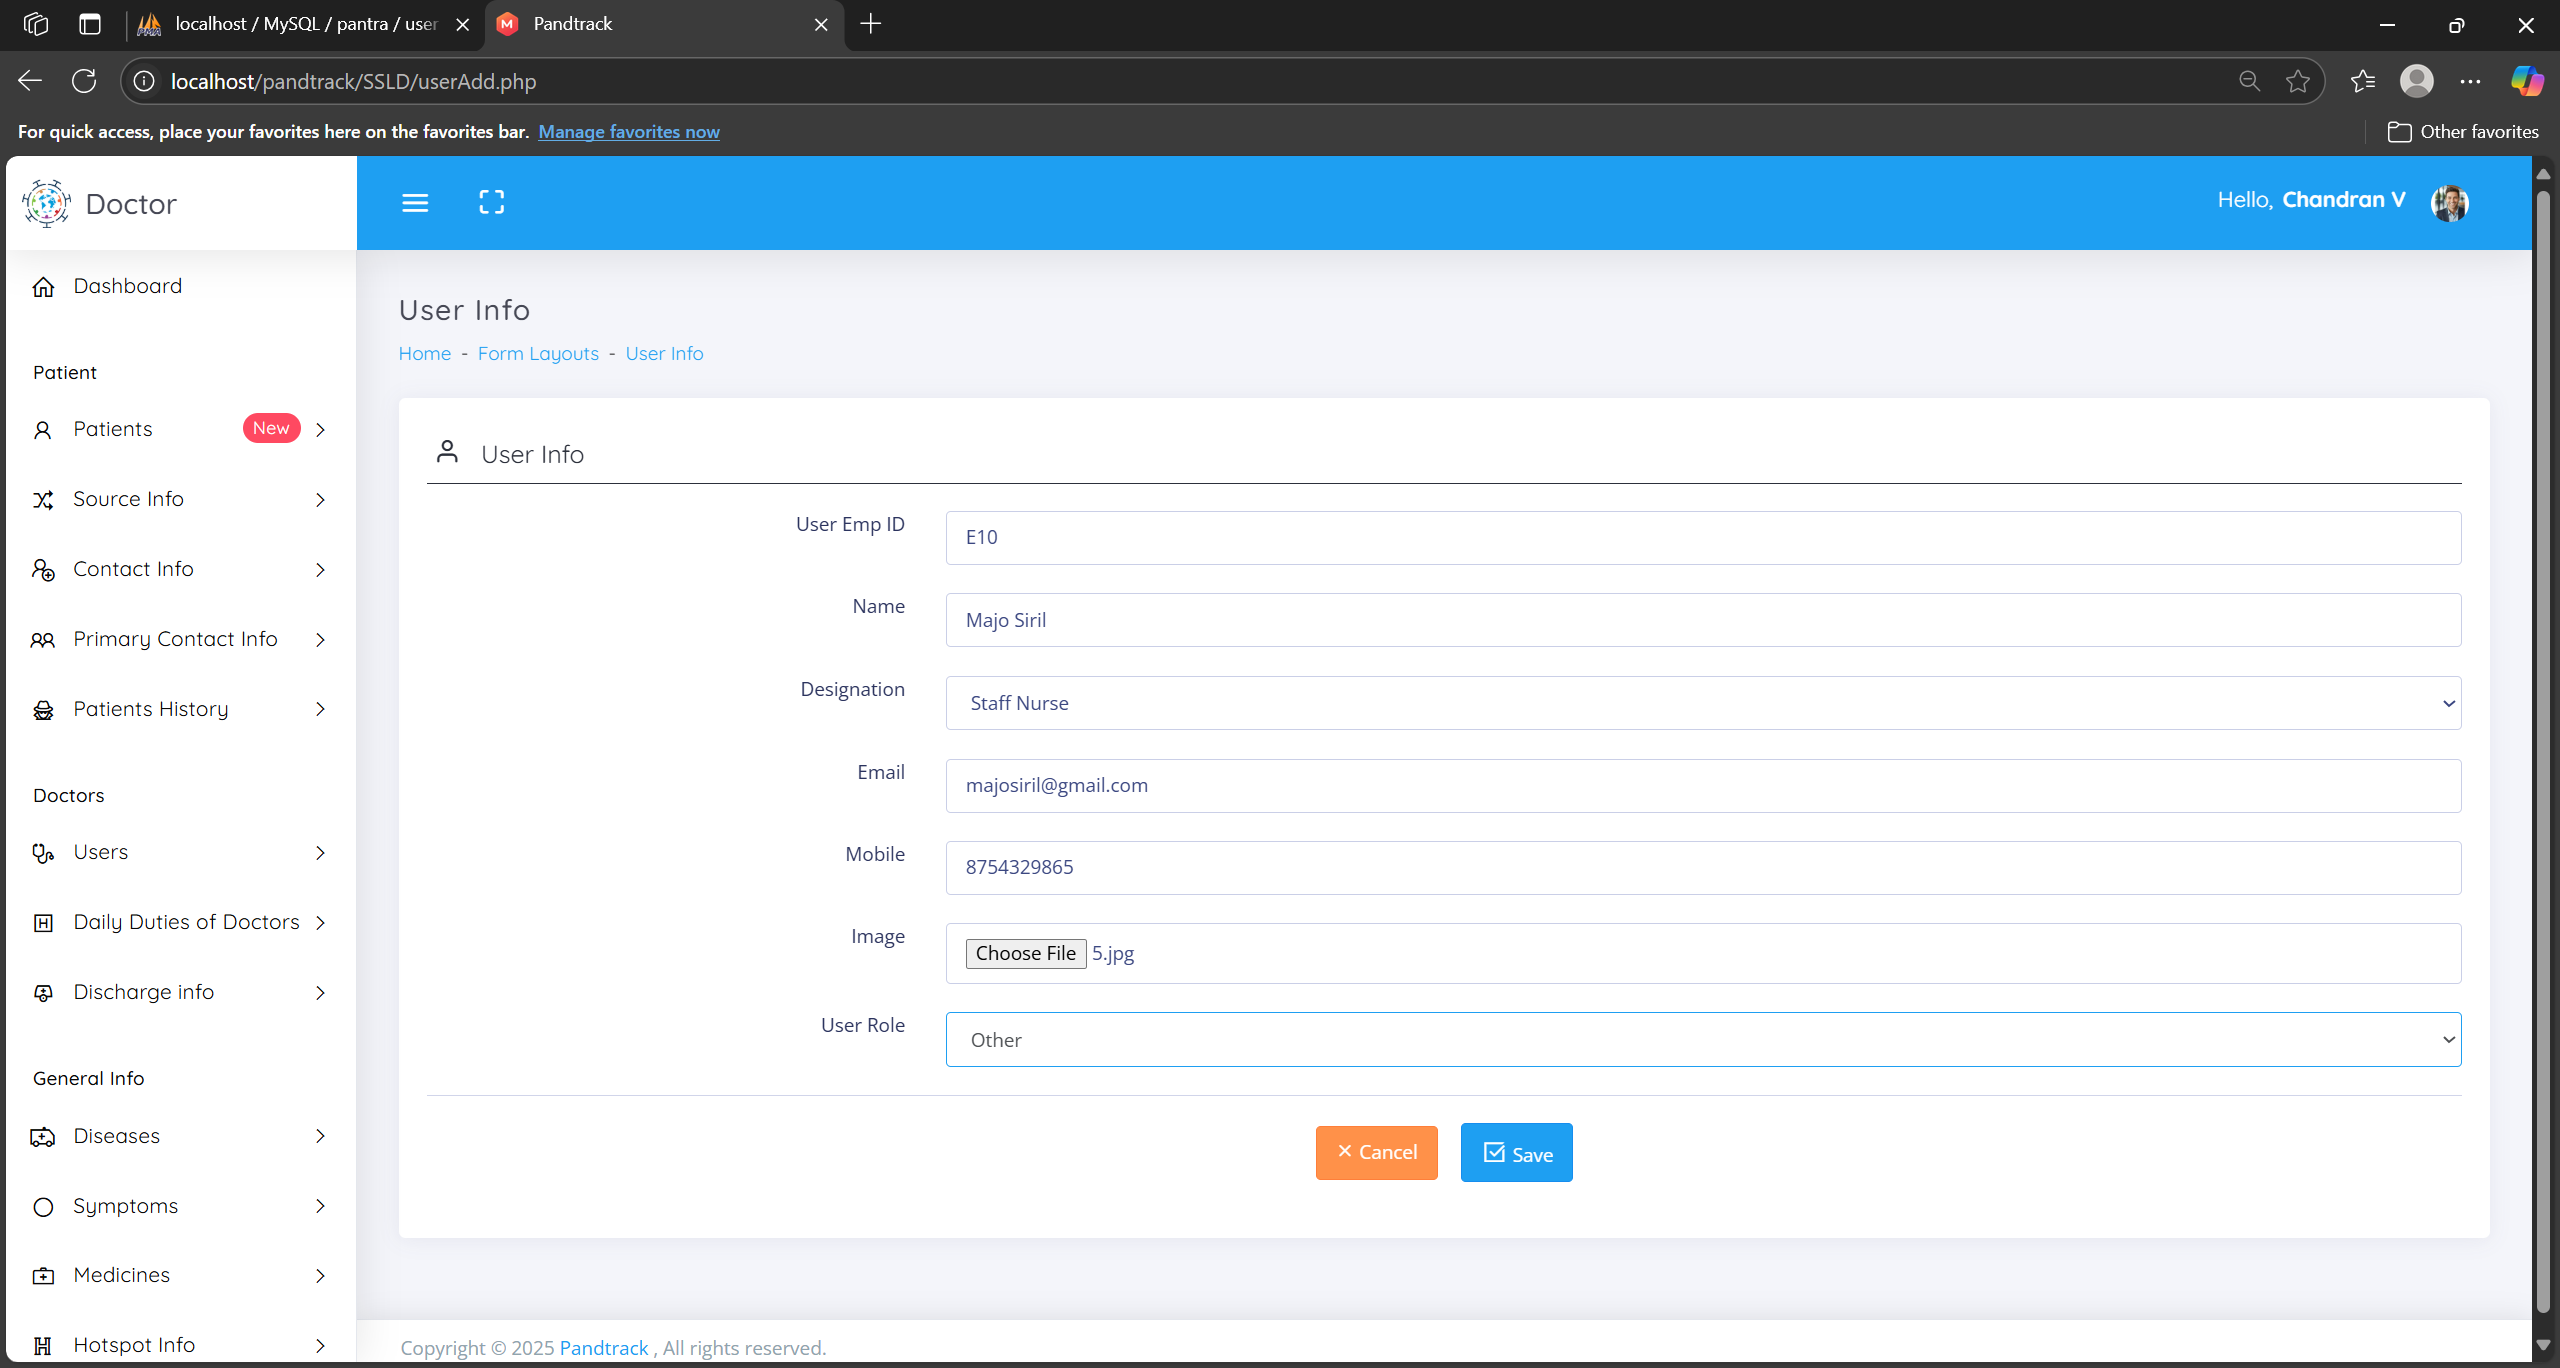 localhost / MySQL / pantra / user
Pandtrack
localhost/pandtrack/SSLD/userAdd.php
For quick access, place your favorites here on the favorites bar. Manage favorites now
Other favorites
Doctor
Hello, Chandran V
Dashboard
Patient
Patients New
Source Info
Contact Info
Primary Contact Info
Patients History
Doctors
Users
Daily Duties of Doctors
Discharge info
General Info
Diseases
Symptoms
Medicines
Hotspot Info
User Info
Home - Form Layouts - User Info
User Info
User Emp ID E10
Name Majo Siril
Designation Staff Nurse
Email majosiril@gmail.com
Mobile 8754329865
Image Choose File 5.jpg
User Role Other
Cancel Save
Copyright © 2025 Pandtrack , All rights reserved.